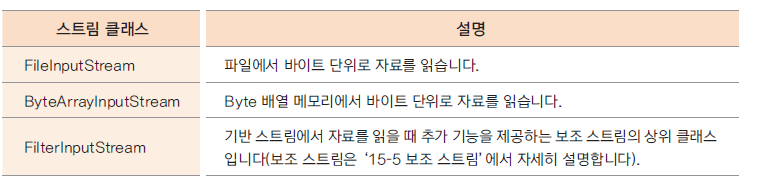 스트림 클래스 설명
FileInputStream 파일에서 바이트 단위로 자료를 읽습니다.
ByteArrayInputStream Byte 배열 메모리에서 바이트 단위로 자료를 읽습니다.
FilterInputStream 기반 스트림에서 자료를 읽을 때 추가 기능을 제공하는 보조 스트림의 상위 클래스
입니다(보조 스트림은 ‘15-5 보조 스트림’에서 자세히 설명합니다).